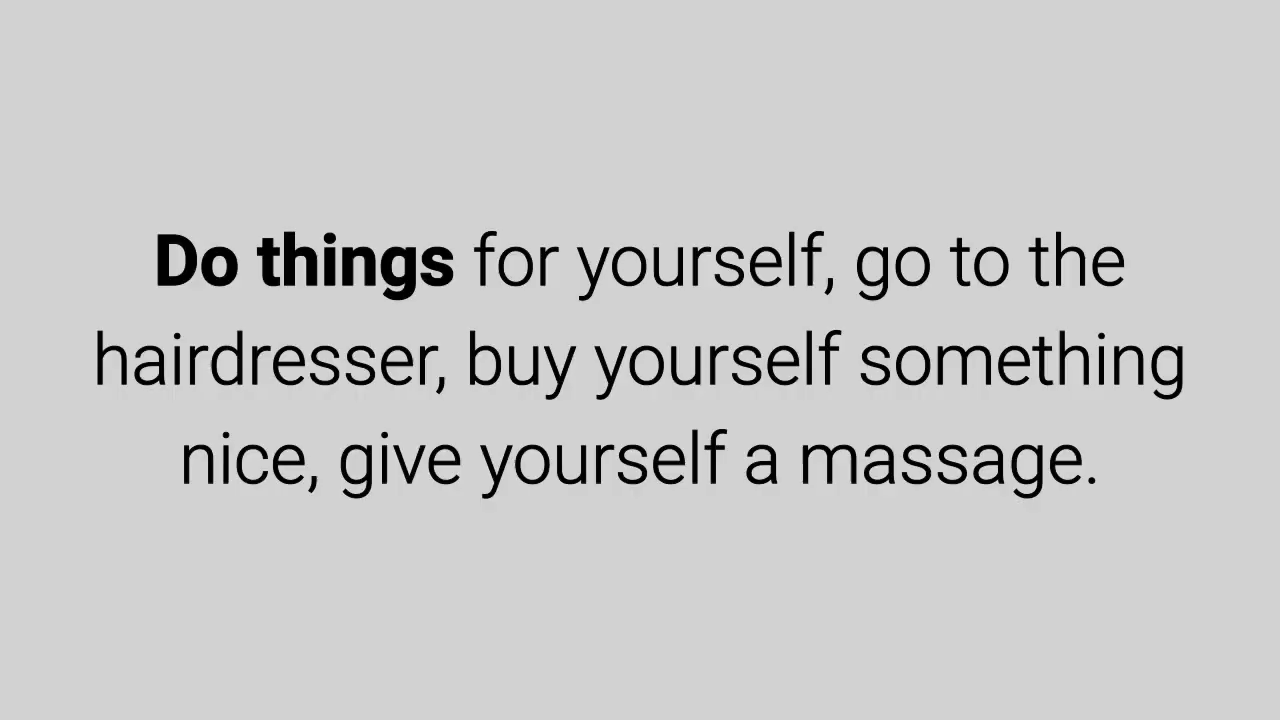 Do things for yourself, go to the
hairdresser, buy yourself something
nice, give yourself a massage.